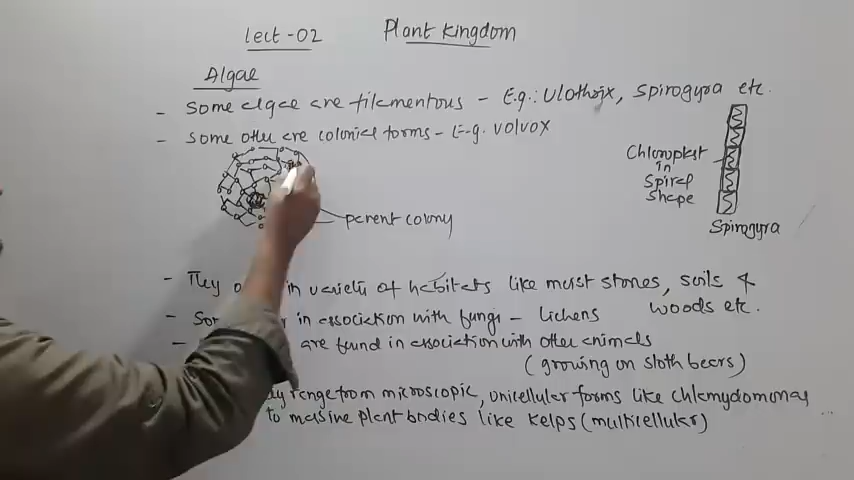 Lect-02 Plant kingdom
Algae
- Some algae are filamentous - E.g.: Ulothrix, Spirogyra etc.
- Some other are colonial forms - E.g. Volvox
Chloroplast
in
Spiral
Shape
Spirogyra
parent colony
- They in variety of habitats like moist stones, soils &
woods etc.
- in association with fungi - Lichens
- are found in association with other animals
(growing on sloth bears)
range from microscopic, unicellular forms like chlamydomonas
to massive plant bodies like kelps (multicellular)